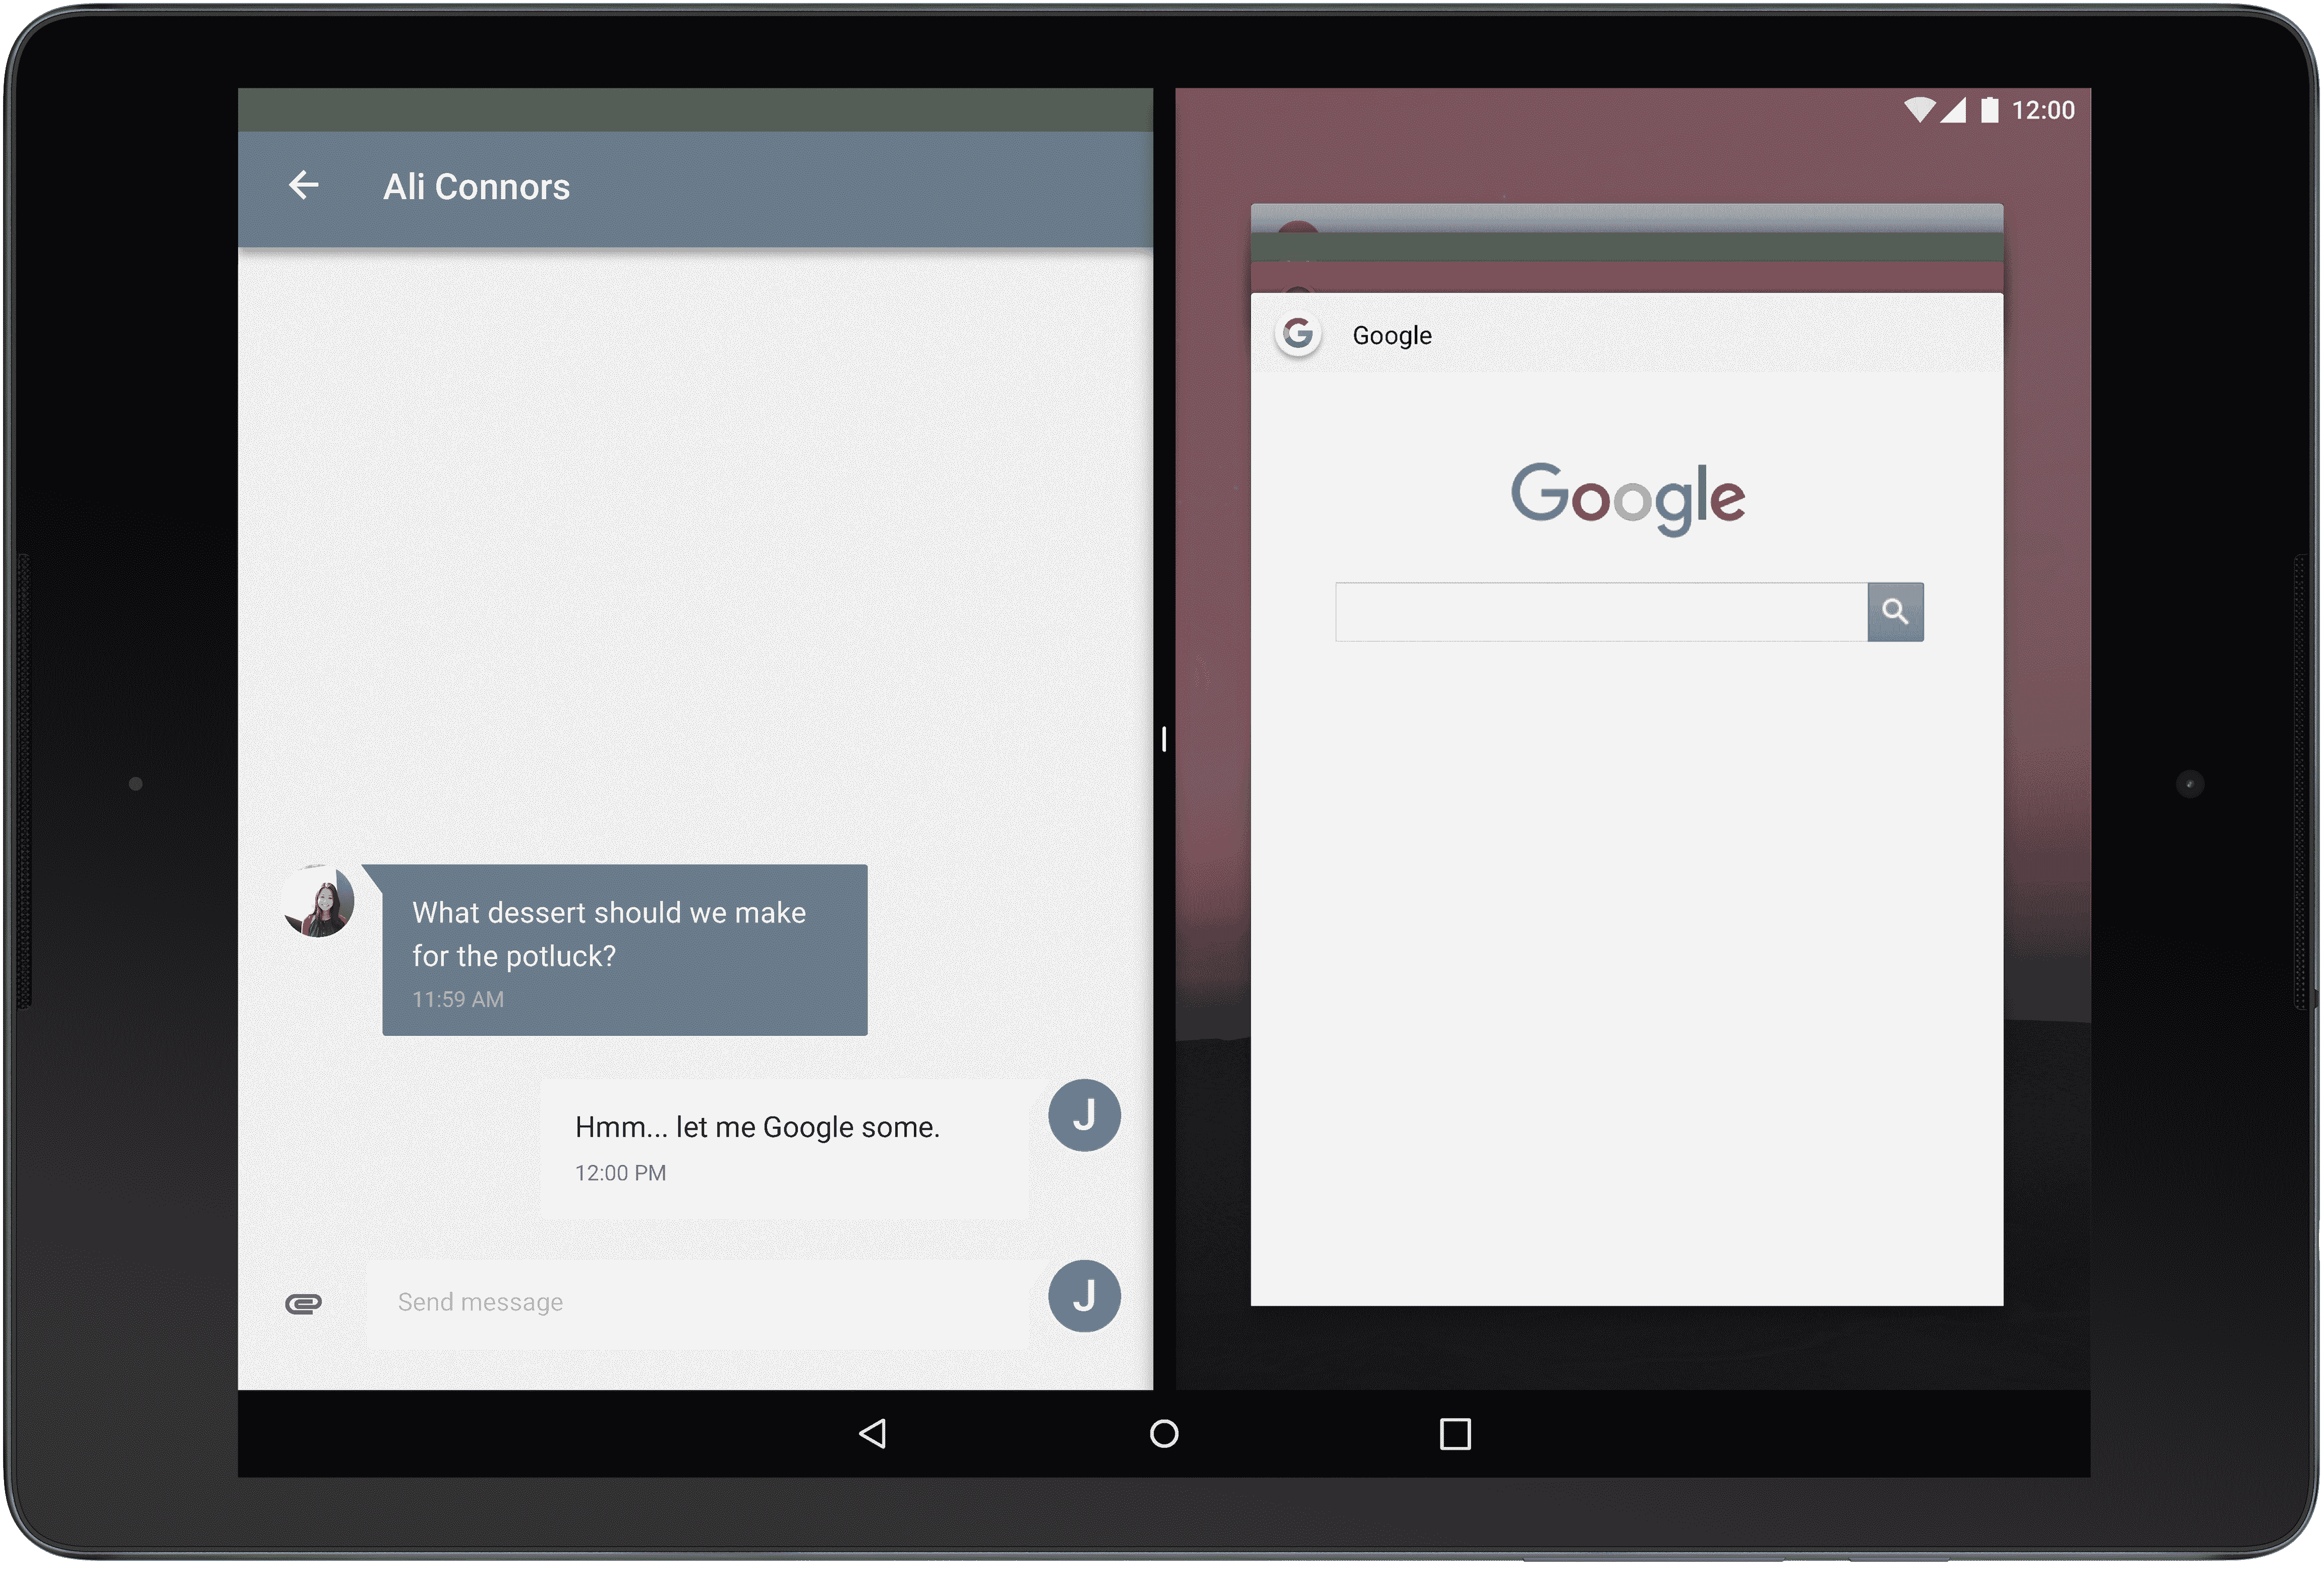 Ali Connors
What dessert should we make
for the potluck?
11:59 AM
Hmm... let me Google some.
12:00 PM
J
Send message
J
12:00
G
Google
Google